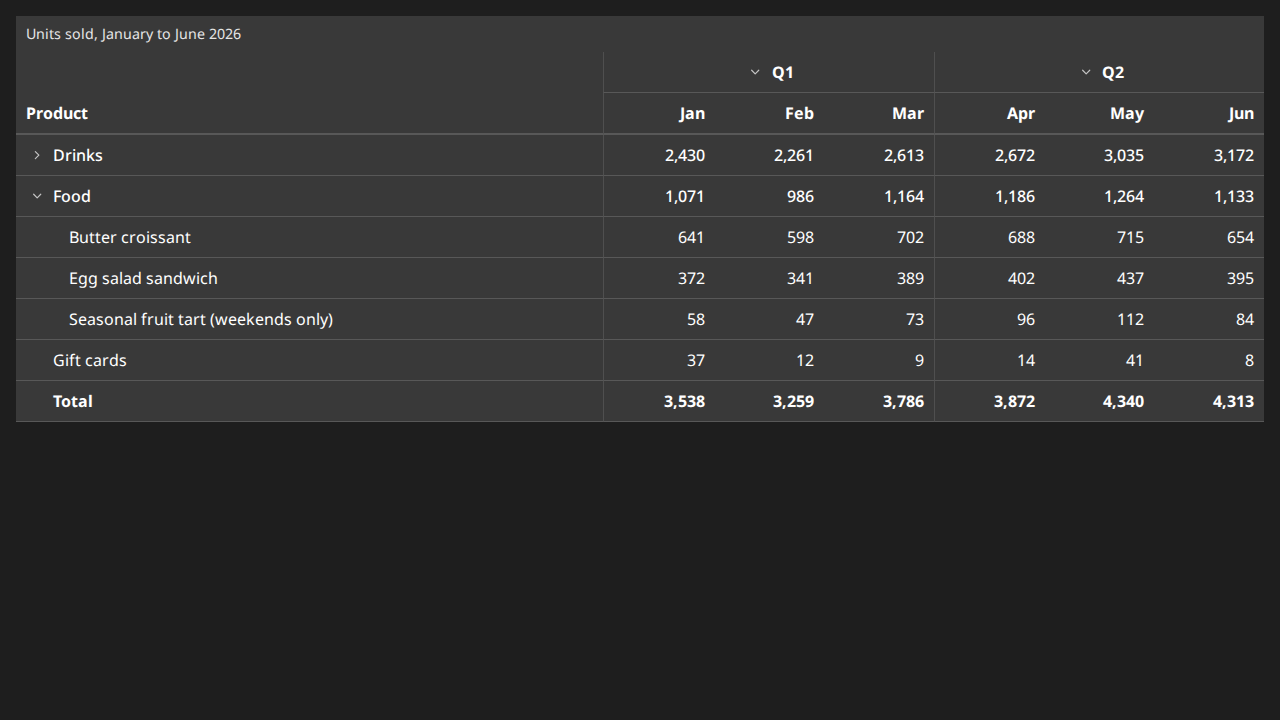 Units sold, January to June 2026
Q1 Q2
Product Jan Feb Mar Apr May Jun
Drinks 2,430 2,261 2,613 2,672 3,035 3,172
Food 1,071 986 1,164 1,186 1,264 1,133
Butter croissant 641 598 702 688 715 654
Egg salad sandwich 372 341 389 402 437 395
Seasonal fruit tart (weekends only) 58 47 73 96 112 84
Gift cards 37 12 9 14 41 8
Total 3,538 3,259 3,786 3,872 4,340 4,313